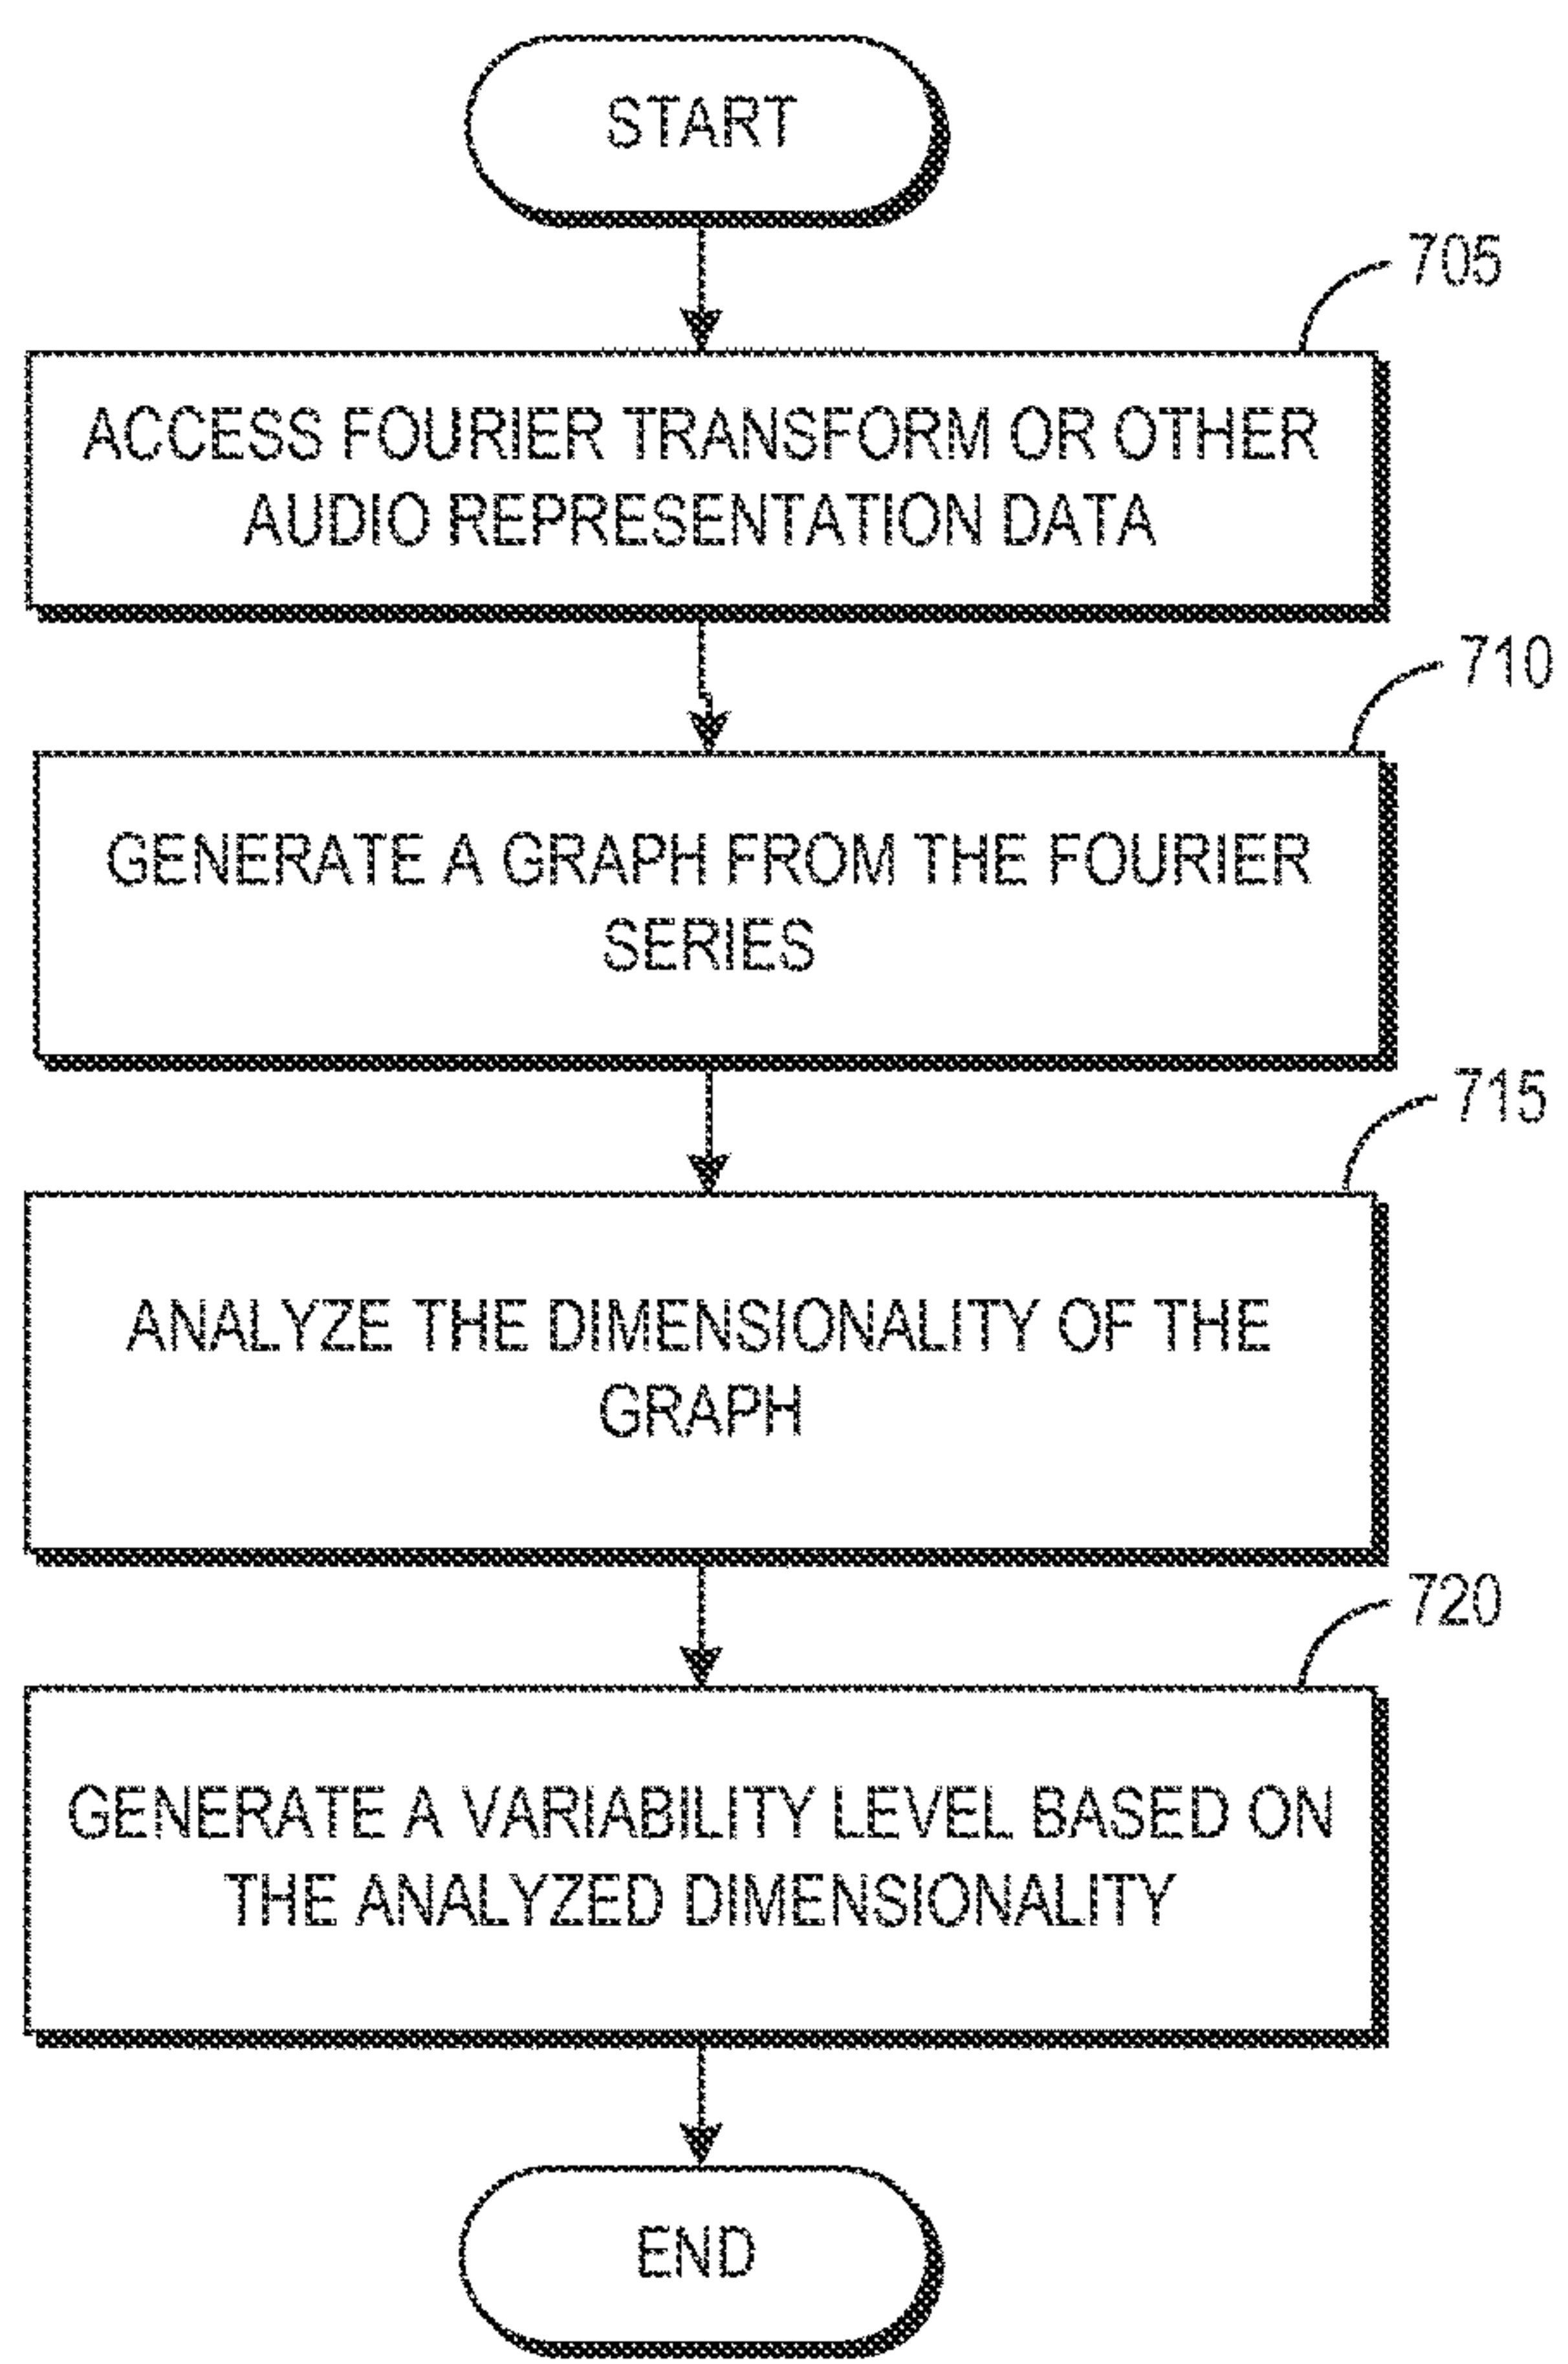 START
705
ACCESS FOURIER TRANSFORM OR OTHER
AUDIO REPRESENTATION DATA
710
GENERATE A GRAPH FROM THE FOURIER
SERIES
715
ANALYZE THE DIMENSIONALITY OF THE
GRAPH
720
GENERATE A VARIABILITY LEVEL BASED ON
THE ANALYZED DIMENSIONALITY
END